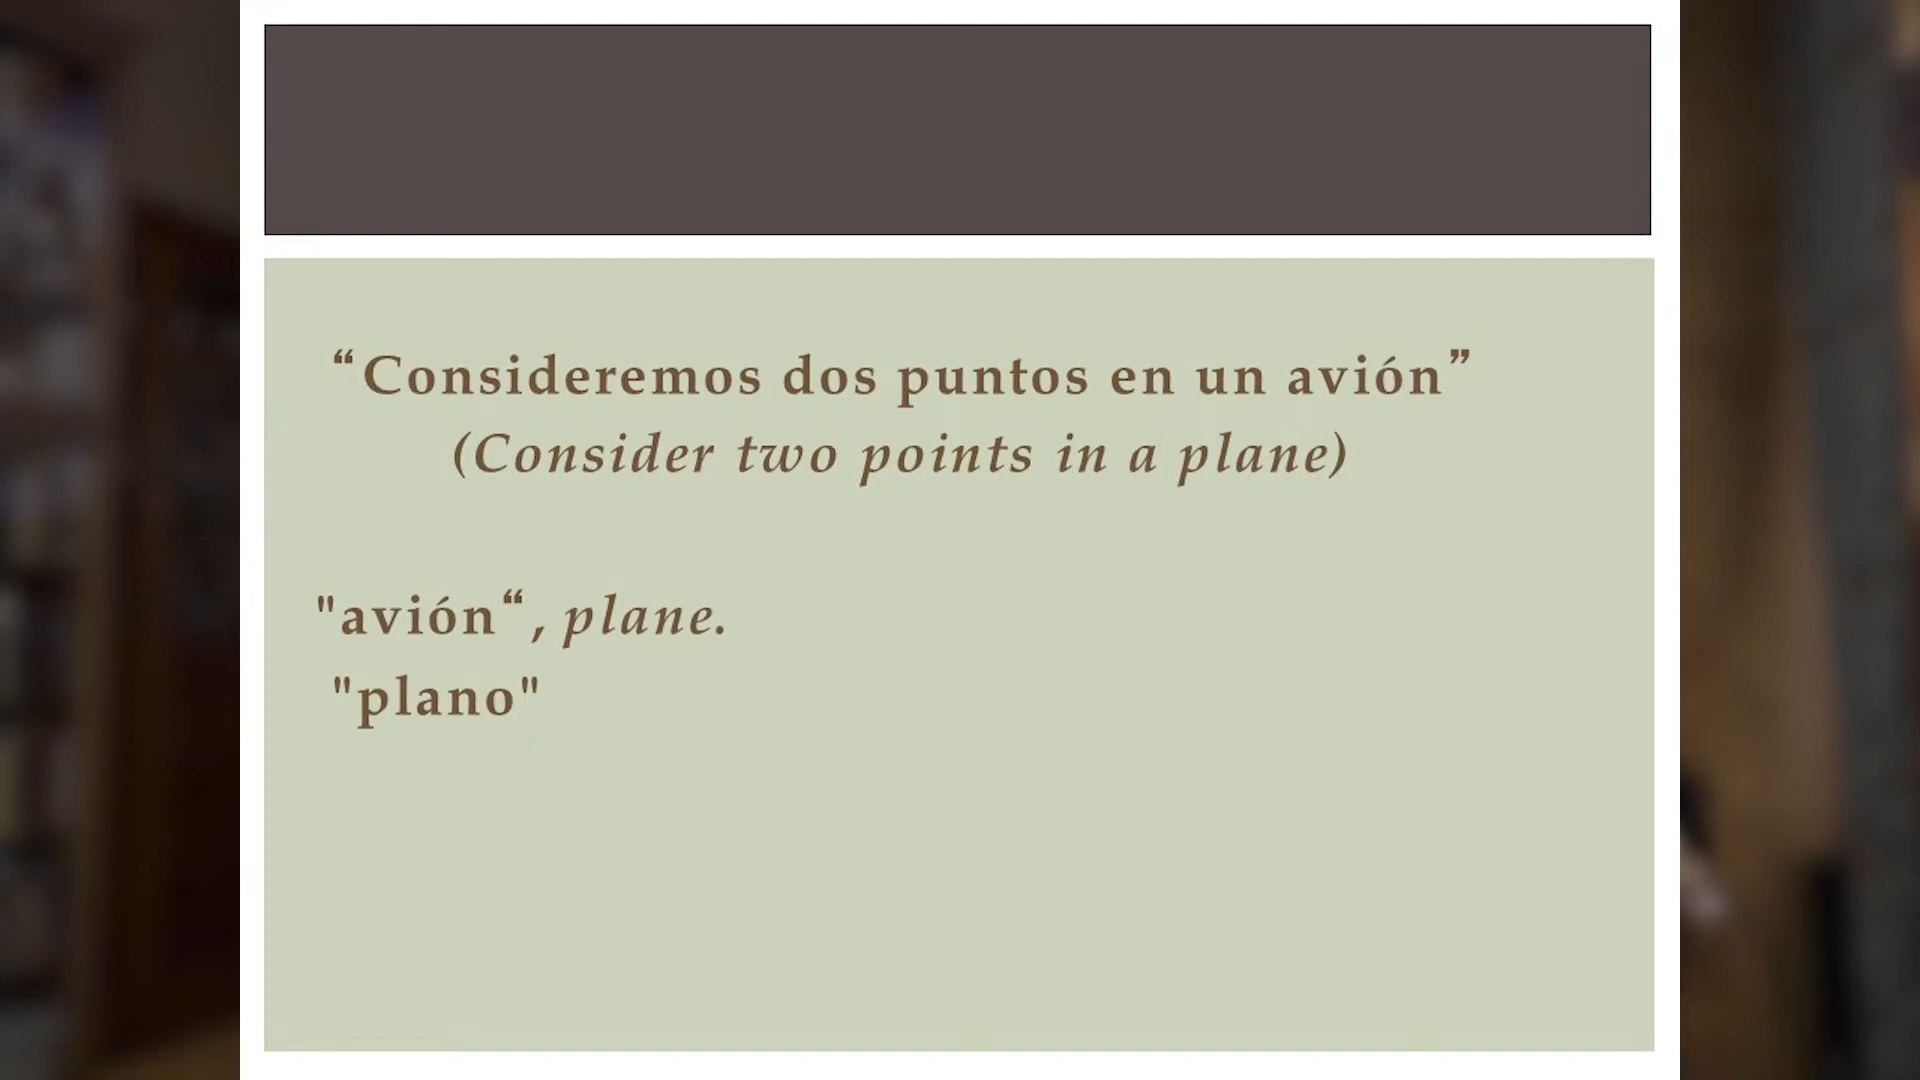 “Consideremos dos puntos en un avión”
(Consider two points in a plane)
"avión“, plane.
"plano"